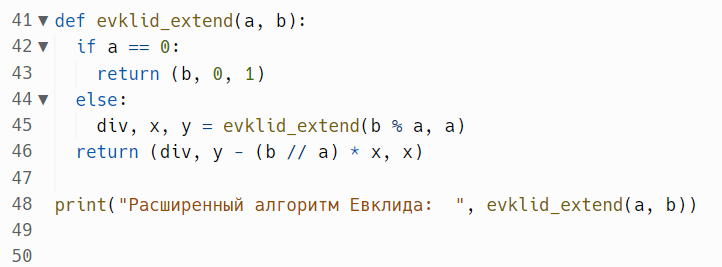 41 ▼ def evklid_extend(a, b):
42 ▼   if a == 0:
43       return (b, 0, 1)
44 ▼   else:
45       div, x, y = evklid_extend(b % a, a)
46     return (div, y - (b // a) * x, x)
47
48   print("Расширенный алгоритм Евклида:  ", evklid_extend(a, b))
49
50